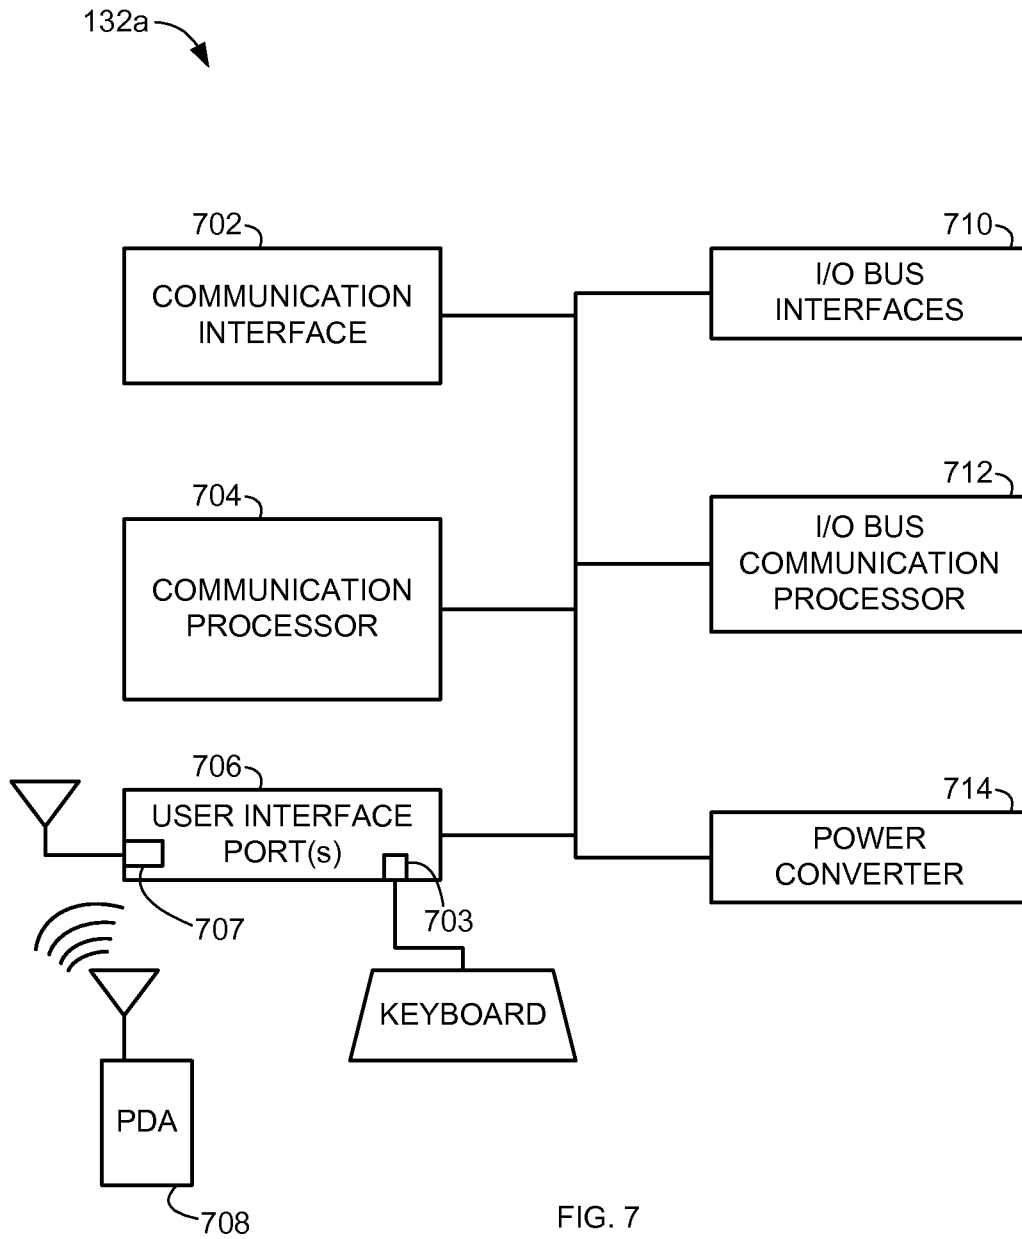 132a
702
COMMUNICATION
INTERFACE
710
I/O BUS
INTERFACES
704
COMMUNICATION
PROCESSOR
712
I/O BUS
COMMUNICATION
PROCESSOR
706
USER INTERFACE
PORT(s)
714
POWER
CONVERTER
707
703
KEYBOARD
PDA
708
FIG. 7